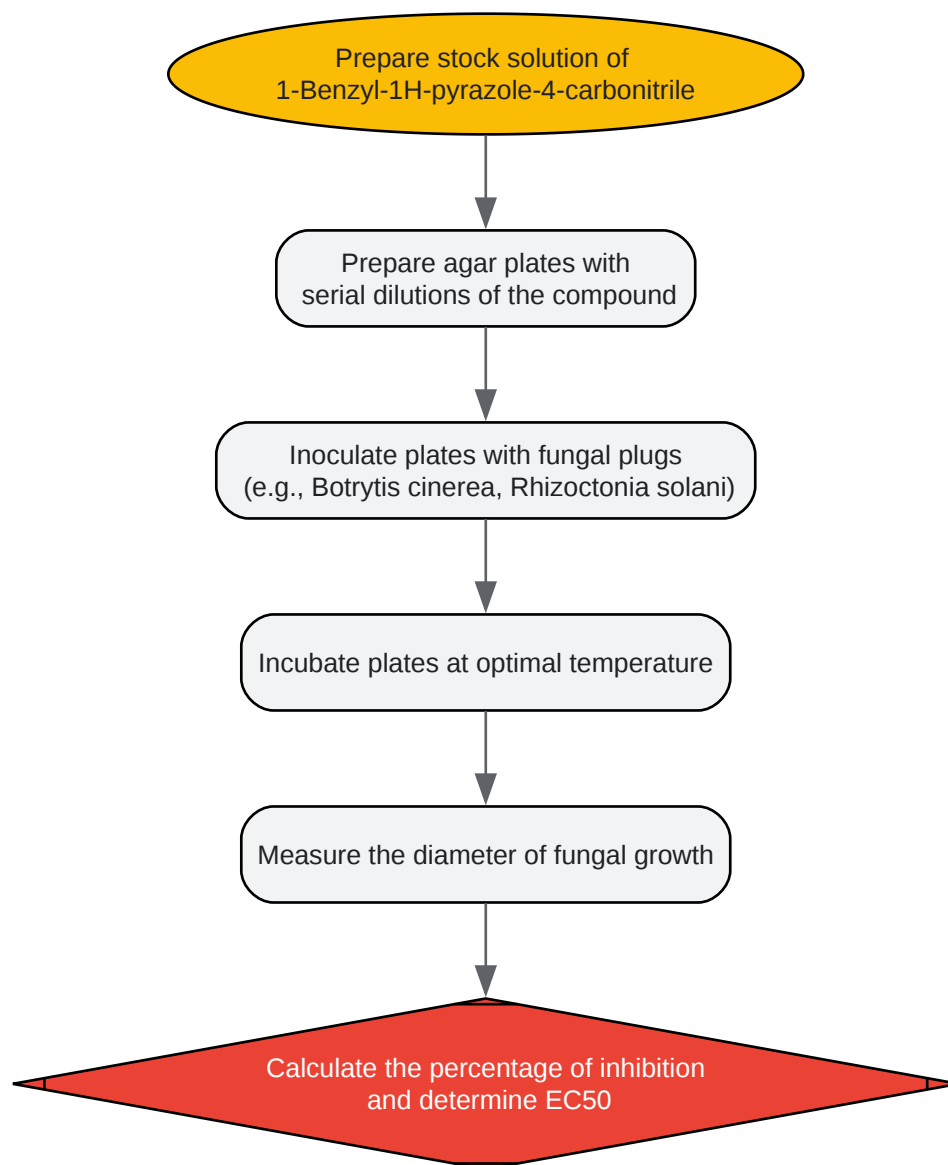 Prepare stock solution of
1-Benzyl-1H-pyrazole-4-carbonitrile
Prepare agar plates with
serial dilutions of the compound
Inoculate plates with fungal plugs
(e.g., Botrytis cinerea, Rhizoctonia solani)
Incubate plates at optimal temperature
Measure the diameter of fungal growth
Calculate the percentage of inhibition
and determine EC50